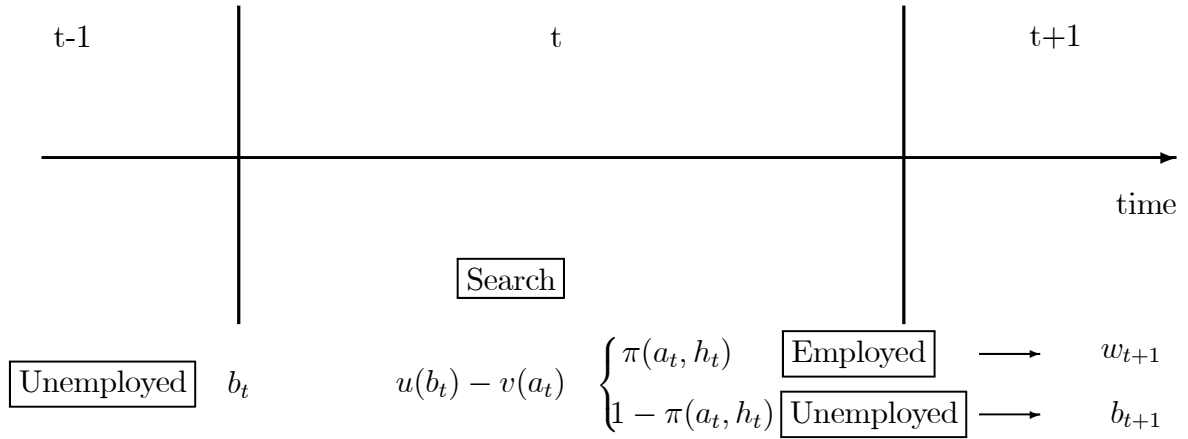 t-1 t t+1
time
Search
π(a_t, h_t) Employed w_{t+1}
Unemployed b_t u(b_t) − v(a_t)
1 − π(a_t, h_t) Unemployed b_{t+1}